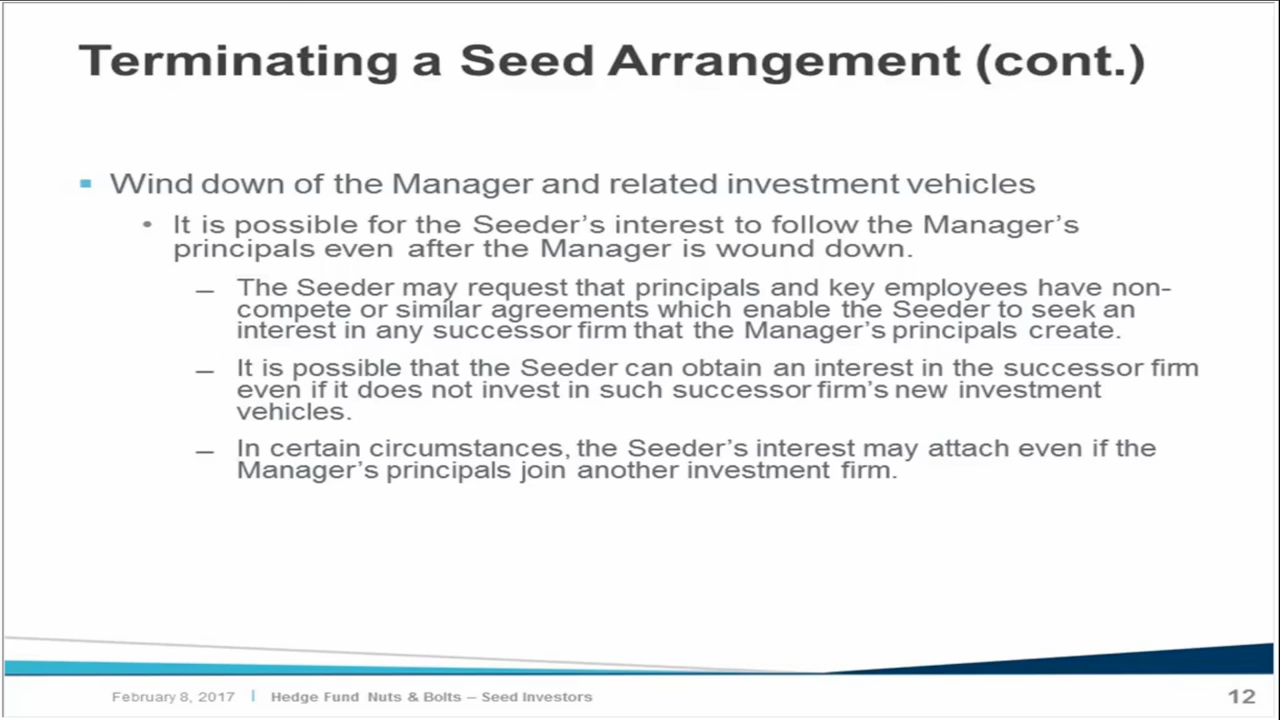 Terminating a Seed Arrangement (cont.)
Wind down of the Manager and related investment vehicles
It is possible for the Seeder's interest to follow the Manager's
principals even after the Manager is wound down.
The Seeder may request that principals and key employees have non-
compete or similar agreements which enable the Seeder to seek an
interest in any successor firm that the Manager's principals create.
It is possible that the Seeder can obtain an interest in the successor firm
even if it does not invest in such successor firm's new investment
vehicles.
In certain circumstances, the Seeder's interest may attach even if the
Manager's principals join another investment firm.
February 8, 2017 | Hedge Fund Nuts & Bolts – Seed Investors
12